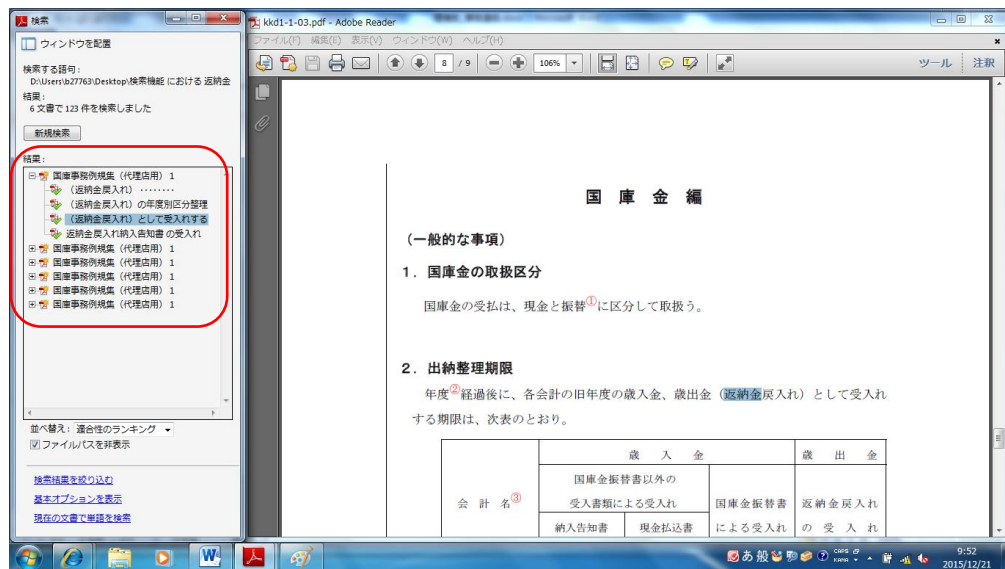 検索
ウィンドウを配置
検索する語句:
D:\Users\b27763\Desktop\検索機能 における 返納金
結果:
6 文書で 123 件を検索しました
新規検索
結果:
国庫事務例規集（代理店用）1
（返納金戻入れ）‥‥‥‥
（返納金戻入れ）の年度別区分整理
（返納金戻入れ）として受入れする
返納金戻入れ納入告知書 の受入れ
国庫事務例規集（代理店用）1
国庫事務例規集（代理店用）1
国庫事務例規集（代理店用）1
国庫事務例規集（代理店用）1
国庫事務例規集（代理店用）1
並べ替え: 適合性のランキング
ファイルパスを非表示
検索結果を絞り込む
基本オプションを表示
現在の文書で単語を検索
kkd1-1-03.pdf - Adobe Reader
ファイル(F) 編集(E) 表示(V) ウィンドウ(W) ヘルプ(H)
8 / 9 106% ツール 注釈
国 庫 金 編
（一般的な事項）
1．国庫金の取扱区分
国庫金の受払は、現金と振替①に区分して取扱う。
2．出納整理期限
年度②経過後に、各会計の旧年度の歳入金、歳出金（返納金戻入れ）として受入れ
する期限は、次表のとおり。
会 計 名③
歳 入 金
歳 出 金
国庫金振替書以外の
受入書類による受入れ
納入告知書
現金払込書
国庫金振替書
による受入れ
返納金戻入れ
の 受 入 れ
あ 般 CAPS KANA
9:52
2015/12/21